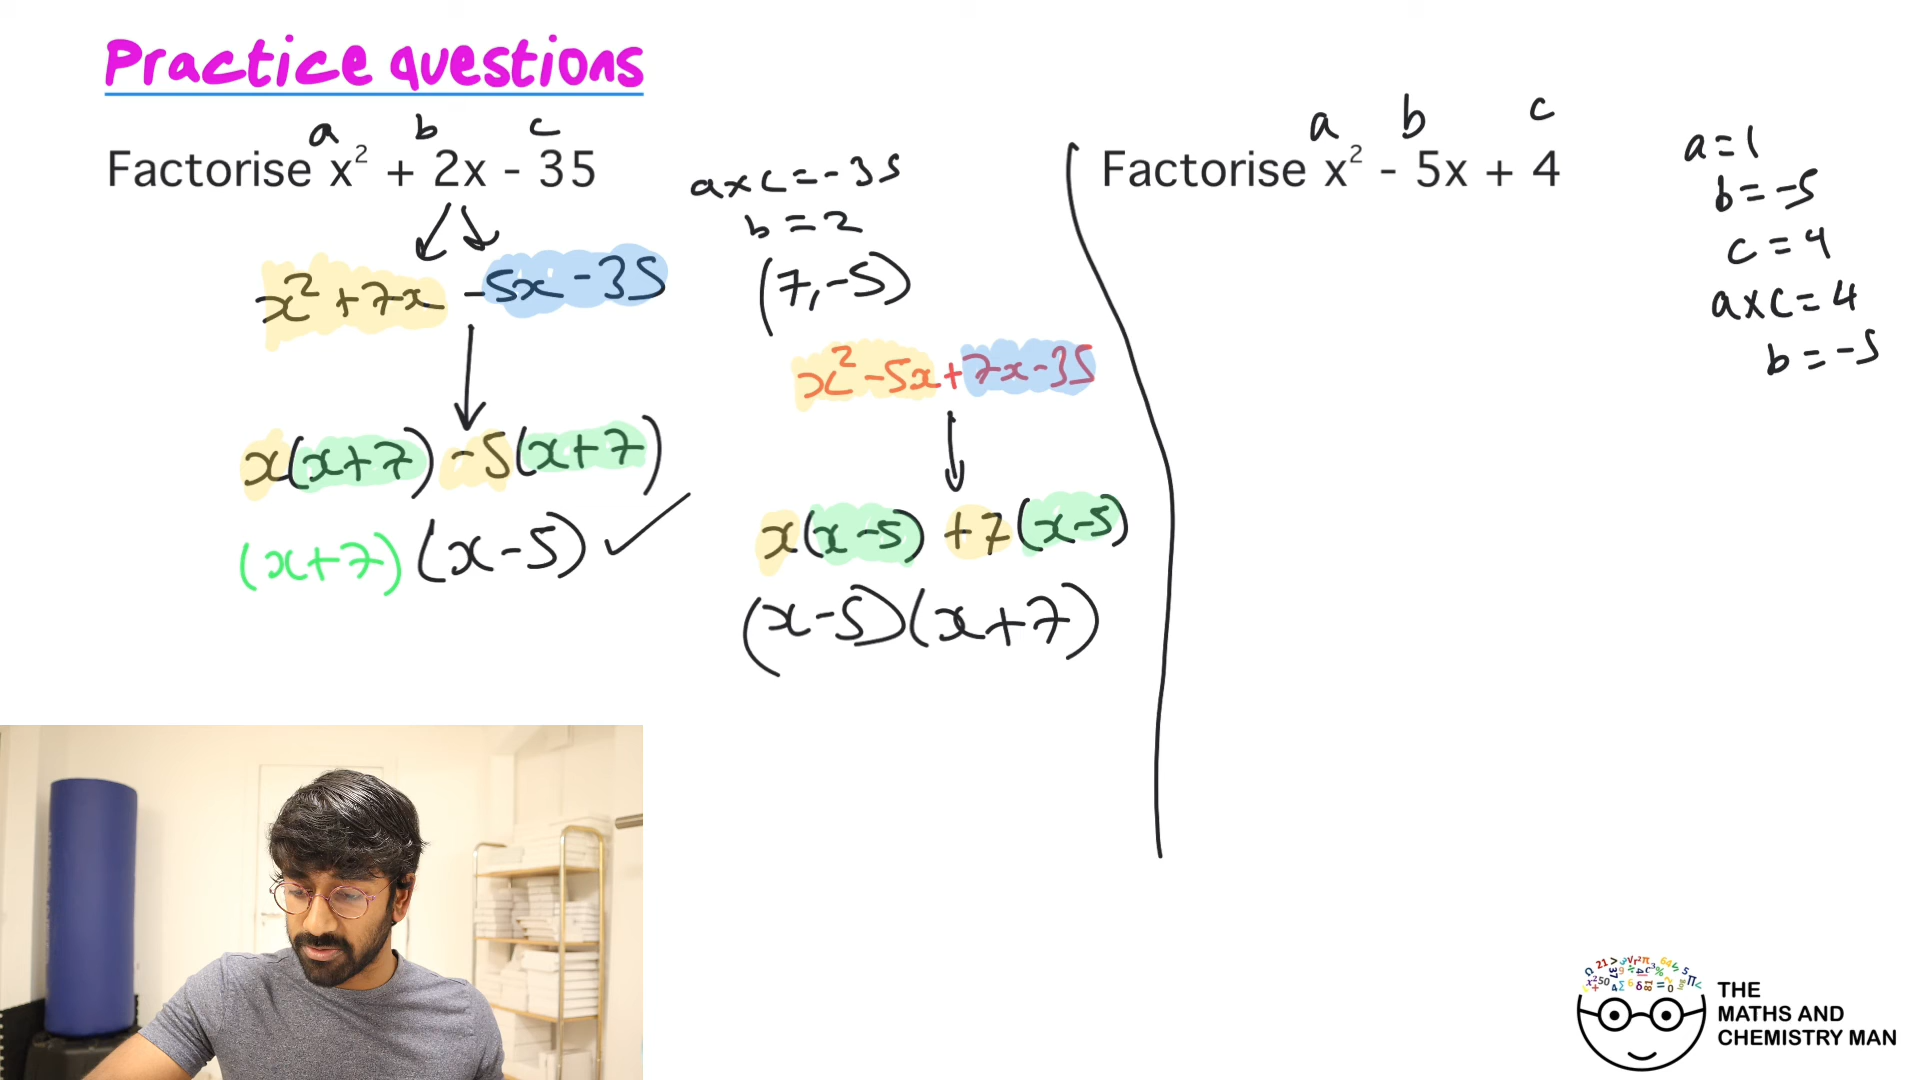 Practice questions
a b c
Factorise x² + 2x - 35
a×c=-35
b=2
(7,-5)
x²+7x -5x-35
x(x+7) -5(x+7)
(x+7)(x-5) ✓
x²-5x+7x-35
x(x-5) +7(x-5)
(x-5)(x+7)
a b c
Factorise x² - 5x + 4
a=1
b=-5
c=4
a×c=4
b=-5
THE
MATHS AND
CHEMISTRY MAN